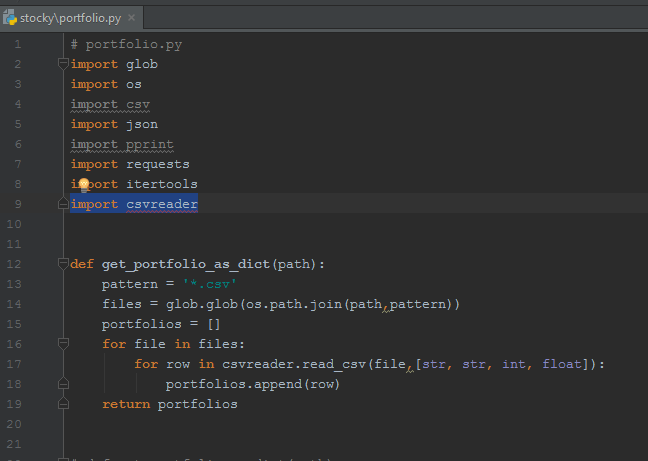 stocky\portfolio.py ×
1 # portfolio.py
2 import glob
3 import os
4 import csv
5 import json
6 import pprint
7 import requests
8 import itertools
9 import csvreader
10
11
12 def get_portfolio_as_dict(path):
13 pattern = '*.csv'
14 files = glob.glob(os.path.join(path,pattern))
15 portfolios = []
16 for file in files:
17 for row in csvreader.read_csv(file,[str, str, int, float]):
18 portfolios.append(row)
19 return portfolios
20
21